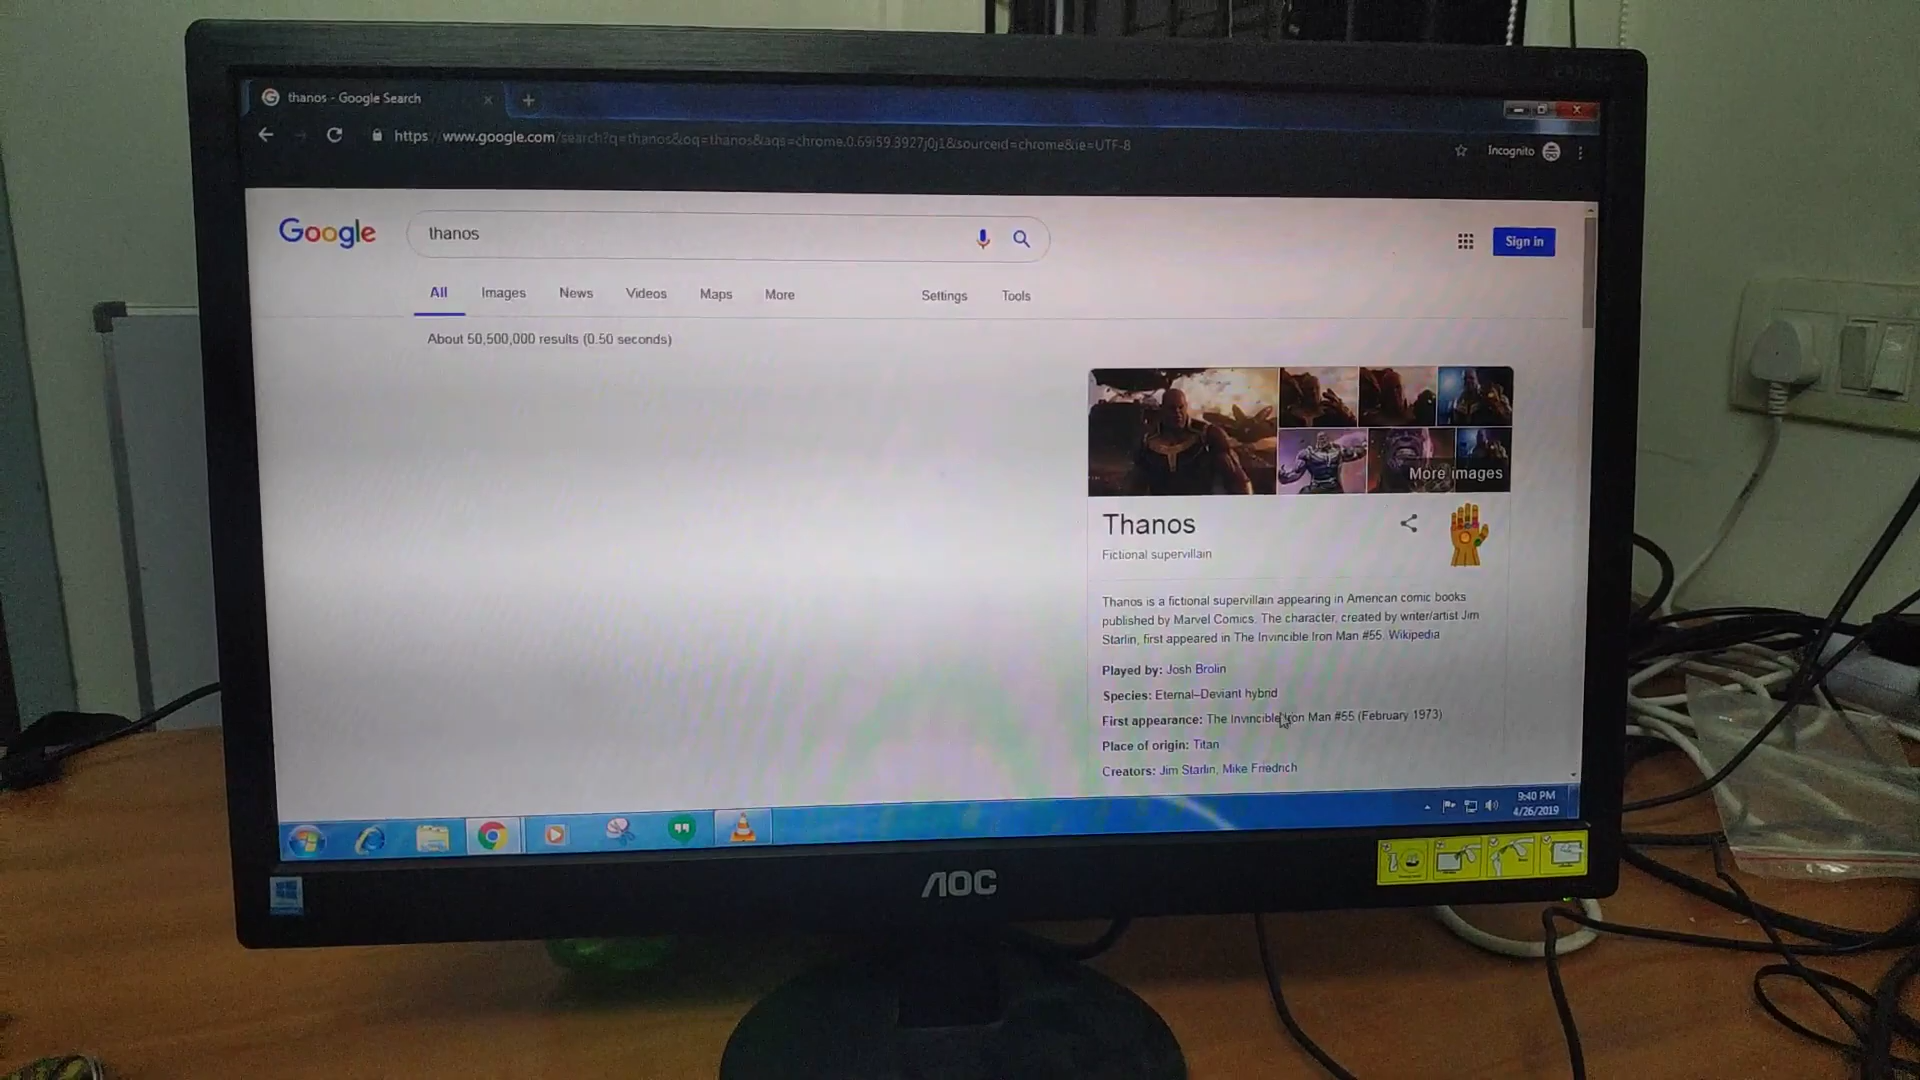 thanos - Google Search
https www.google.com/search?q=thanos&oq=thanos&aqs=chrome.0.69i59.3927j0j1&sourceid=chrome&ie=UTF-8
Incognito
Google
thanos
Sign in
All Images News Videos Maps More Settings Tools
About 50,500,000 results (0.50 seconds)
More images
Thanos
Fictional supervillain
Thanos is a fictional supervillain appearing in American comic books
published by Marvel Comics. The character, created by writer/artist Jim
Starlin, first appeared in The Invincible Iron Man #55. Wikipedia
Played by: Josh Brolin
Species: Eternal–Deviant hybrid
First appearance: The Invincible Iron Man #55 (February 1973)
Place of origin: Titan
Creators: Jim Starlin, Mike Friedrich
9:40 PM
4/26/2019
AOC